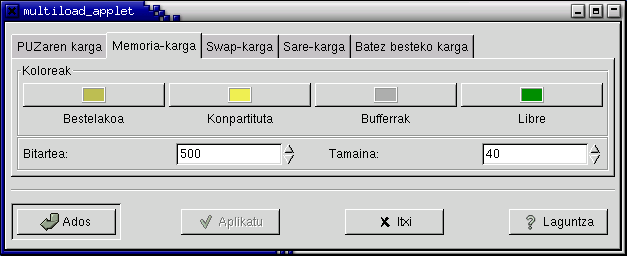 multiload_applet
PUZaren karga Memoria-karga Swap-karga Sare-karga Batez besteko karga
Koloreak
Bestelakoa Konpartituta Bufferrak Libre
Bitartea: 500 Tamaina: 40
Ados Aplikatu Itxi Laguntza